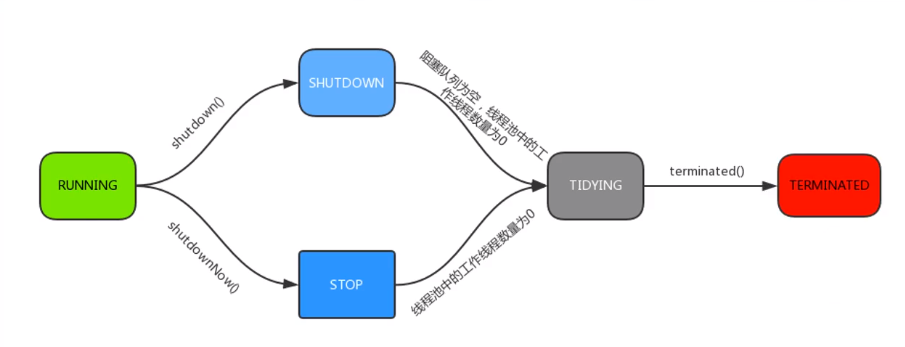 SHUTDOWN
阻塞队列为空，线程池中的工
作线程数量为0
shutdown()
RUNNING
TIDYING
terminated()
TERMINATED
shutdownNow()
STOP
线程池中的工作线程数量为0